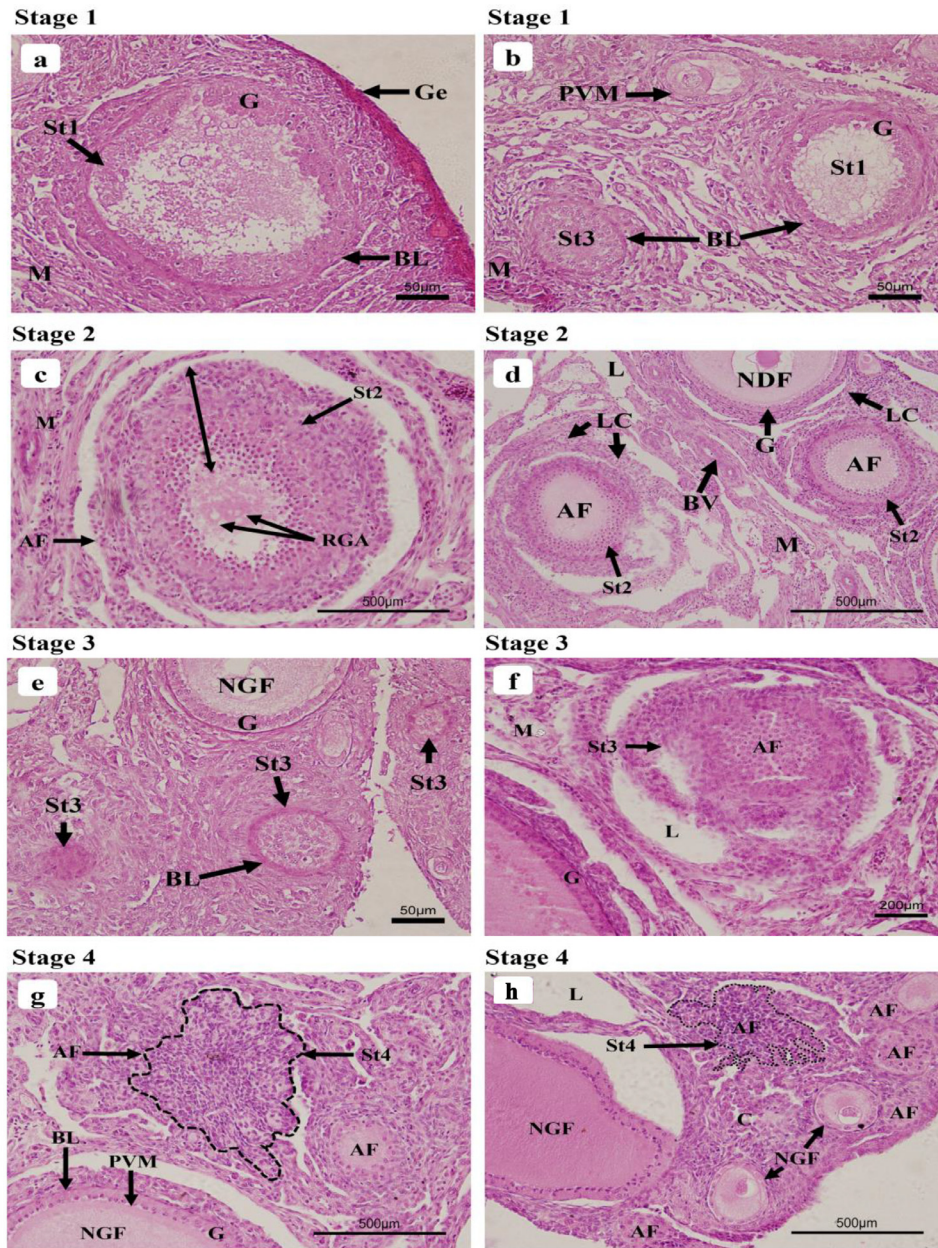 Stage 1
Stage 1
a
G
Ge
St1
BL
M
50µm
b
PVM
G
St1
St3
BL
M
50µm
Stage 2
c
St2
M
AF
RGA
500µm
d
L
NDF
LC
LC
G
AF
AF
BV
St2
M
St2
500µm
Stage 3
Stage 3
e
NGF
G
St3
St3
St3
BL
50µm
f
M
St3
AF
L
G
200µm
Stage 4
Stage 4
g
AF
St4
BL
PVM
AF
NGF
G
500µm
h
L
AF
AF
St4
AF
C
AF
NGF
NGF
AF
500µm